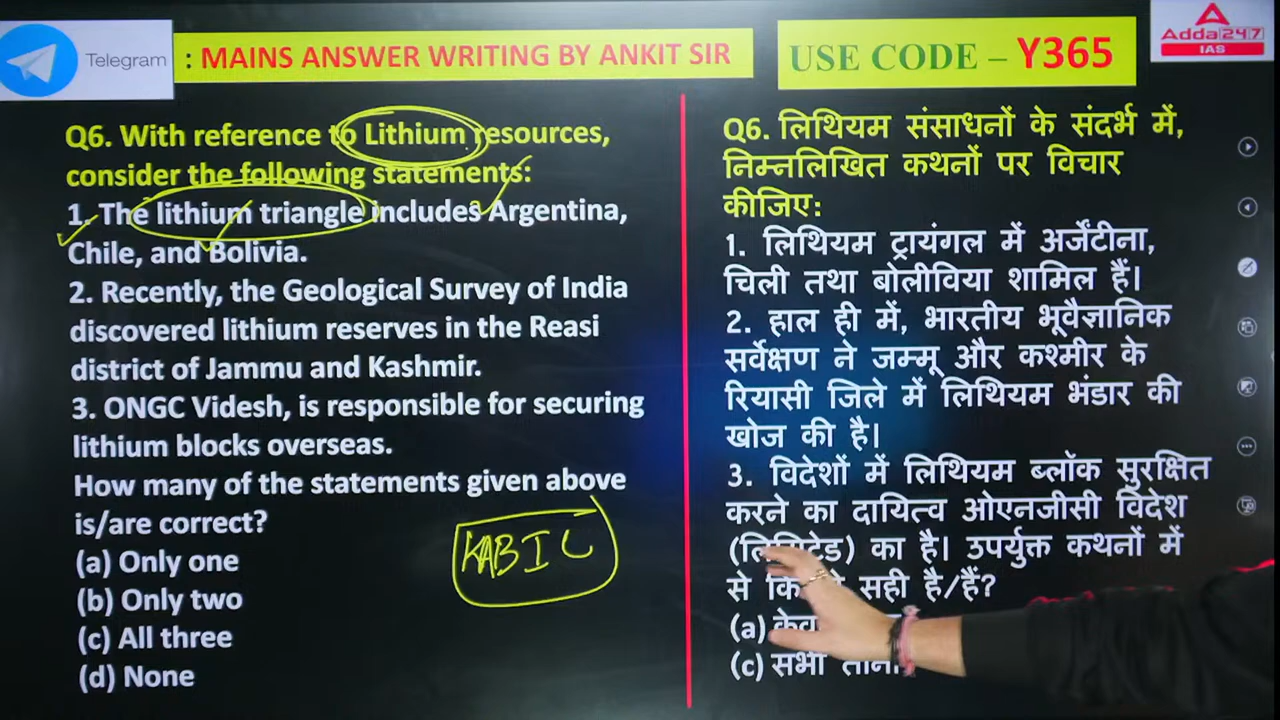 Telegram
: MAINS ANSWER WRITING BY ANKIT SIR
USE CODE – Y365
Adda247
IAS
Q6. With reference to Lithium resources,
consider the following statements:
1. The lithium triangle includes Argentina,
Chile, and Bolivia.
2. Recently, the Geological Survey of India
discovered lithium reserves in the Reasi
district of Jammu and Kashmir.
3. ONGC Videsh, is responsible for securing
lithium blocks overseas.
How many of the statements given above
is/are correct?
(a) Only one
(b) Only two
(c) All three
(d) None
KABIL
Q6. लिथियम संसाधनों के संदर्भ में,
निम्नलिखित कथनों पर विचार
कीजिए:
1. लिथियम ट्रायंगल में अर्जेंटीना,
चिली तथा बोलीविया शामिल हैं।
2. हाल ही में, भारतीय भूवैज्ञानिक
सर्वेक्षण ने जम्मू और कश्मीर के
रियासी जिले में लिथियम भंडार की
खोज की है।
3. विदेशों में लिथियम ब्लॉक सुरक्षित
करने का दायित्व ओएनजीसी विदेश
(लिमिटेड) का है। उपर्युक्त कथनों में
से सही है/हैं?
(a)
(c) सभी